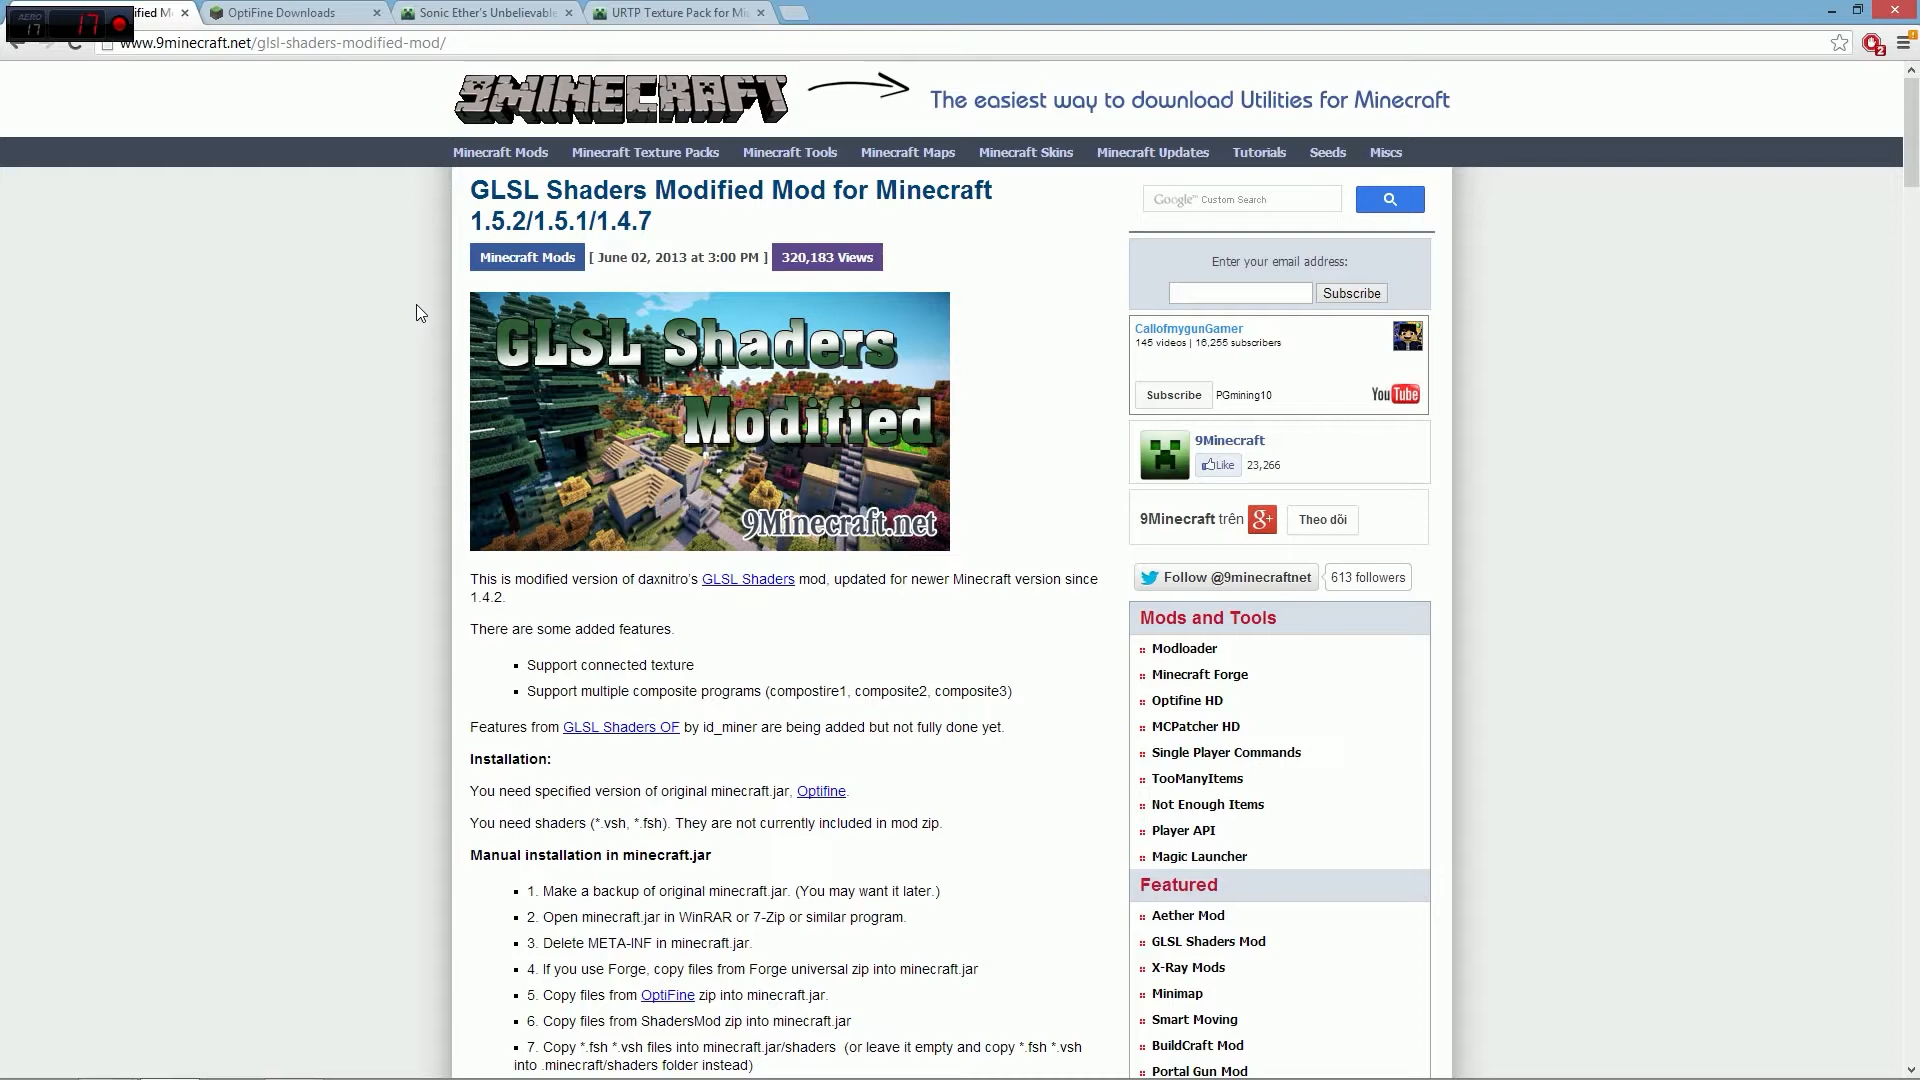 AERO
17
17
ified M
OptiFine Downloads
Sonic Ether's Unbelievable
URTP Texture Pack for Mi
www.9minecraft.net/glsl-shaders-modified-mod/
2
9MINECRAFT
The easiest way to download Utilities for Minecraft
Minecraft Mods Minecraft Texture Packs Minecraft Tools Minecraft Maps Minecraft Skins Minecraft Updates Tutorials Seeds Miscs
GLSL Shaders Modified Mod for Minecraft
1.5.2/1.5.1/1.4.7
Minecraft Mods [ June 02, 2013 at 3:00 PM ] 320,183 Views
GLSL Shaders
Modified
9Minecraft.net
This is modified version of daxnitro's GLSL Shaders mod, updated for newer Minecraft version since
1.4.2.
There are some added features.
Support connected texture
Support multiple composite programs (compostire1, composite2, composite3)
Features from GLSL Shaders OF by id_miner are being added but not fully done yet.
Installation:
You need specified version of original minecraft.jar, Optifine.
You need shaders (*.vsh, *.fsh). They are not currently included in mod zip.
Manual installation in minecraft.jar
1. Make a backup of original minecraft.jar. (You may want it later.)
2. Open minecraft.jar in WinRAR or 7-Zip or similar program.
3. Delete META-INF in minecraft.jar.
4. If you use Forge, copy files from Forge universal zip into minecraft.jar
5. Copy files from OptiFine zip into minecraft.jar.
6. Copy files from ShadersMod zip into minecraft.jar
7. Copy *.fsh *.vsh files into minecraft.jar/shaders (or leave it empty and copy *.fsh *.vsh
into .minecraft/shaders folder instead)
Google™ Custom Search
Enter your email address:
Subscribe
CallofmygunGamer
145 videos | 16,255 subscribers
Subscribe PGmining10
YouTube
9Minecraft
Like 23,266
9Minecraft trên g+ Theo dõi
Follow @9minecraftnet 613 followers
Mods and Tools
Modloader
Minecraft Forge
Optifine HD
MCPatcher HD
Single Player Commands
TooManyItems
Not Enough Items
Player API
Magic Launcher
Featured
Aether Mod
GLSL Shaders Mod
X-Ray Mods
Minimap
Smart Moving
BuildCraft Mod
Portal Gun Mod